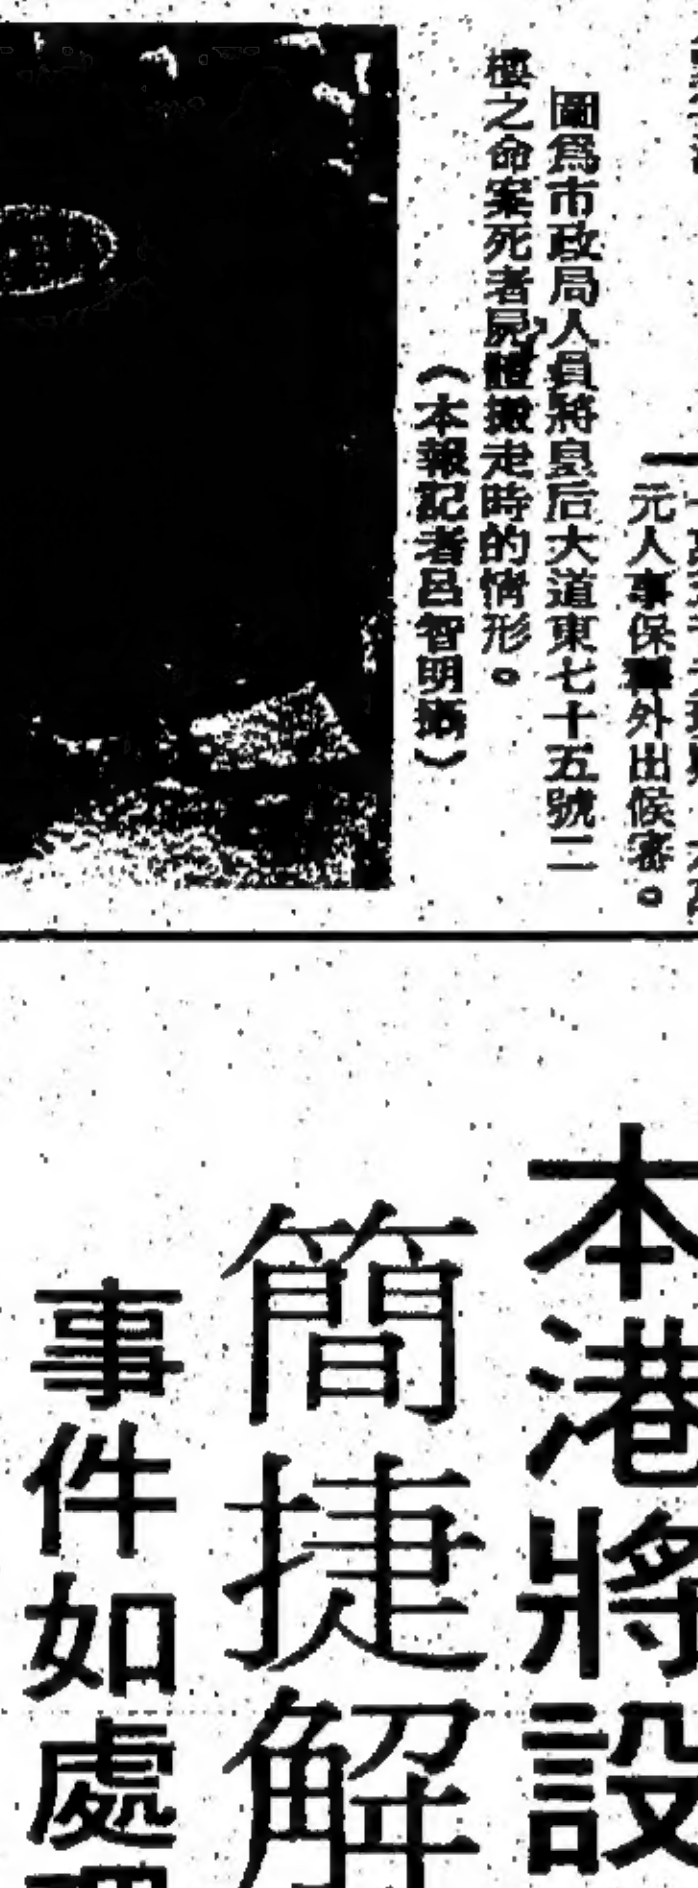 元人事保釋外出候審。
圖爲市政局人員將皇后大道東七十五號二
樓之命案死者屍體搬走時的情形。
（本報記者呂智明攝）
本港將設
簡捷解
事件如處理